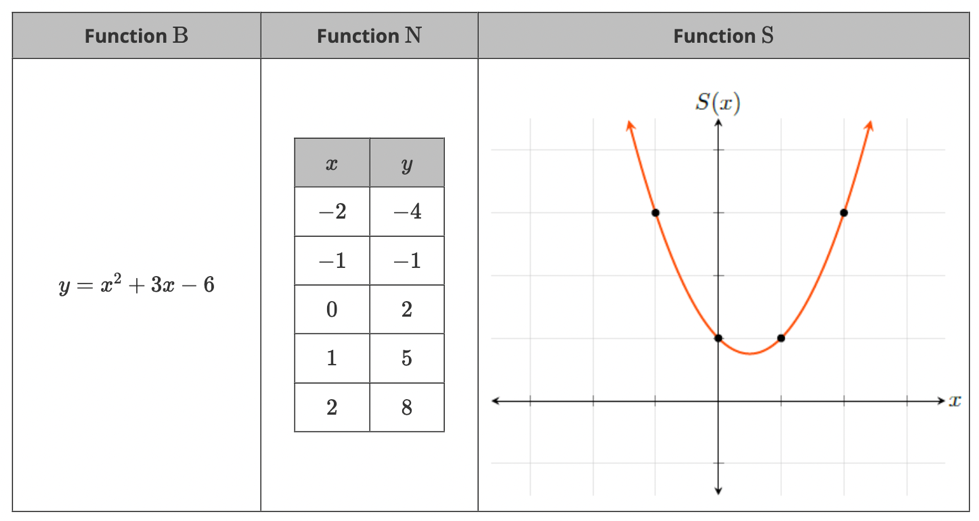 Function B
Function N
Function S
y = x² + 3x − 6
x y
−2 −4
−1 −1
0 2
1 5
2 8
S(x)
x